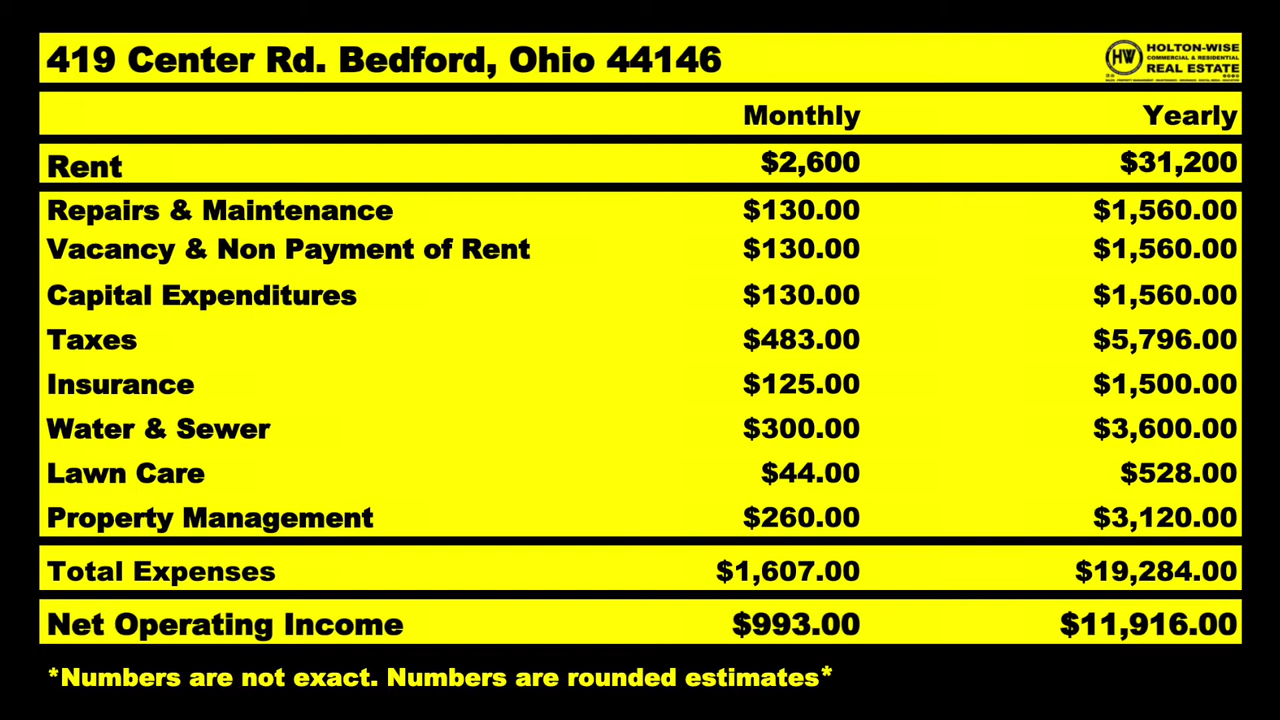 419 Center Rd. Bedford, Ohio 44146
HW
HOLTON-WISE
COMMERCIAL & RESIDENTIAL
REAL ESTATE
Monthly Yearly
Rent $2,600 $31,200
Repairs & Maintenance $130.00 $1,560.00
Vacancy & Non Payment of Rent $130.00 $1,560.00
Capital Expenditures $130.00 $1,560.00
Taxes $483.00 $5,796.00
Insurance $125.00 $1,500.00
Water & Sewer $300.00 $3,600.00
Lawn Care $44.00 $528.00
Property Management $260.00 $3,120.00
Total Expenses $1,607.00 $19,284.00
Net Operating Income $993.00 $11,916.00
*Numbers are not exact. Numbers are rounded estimates*